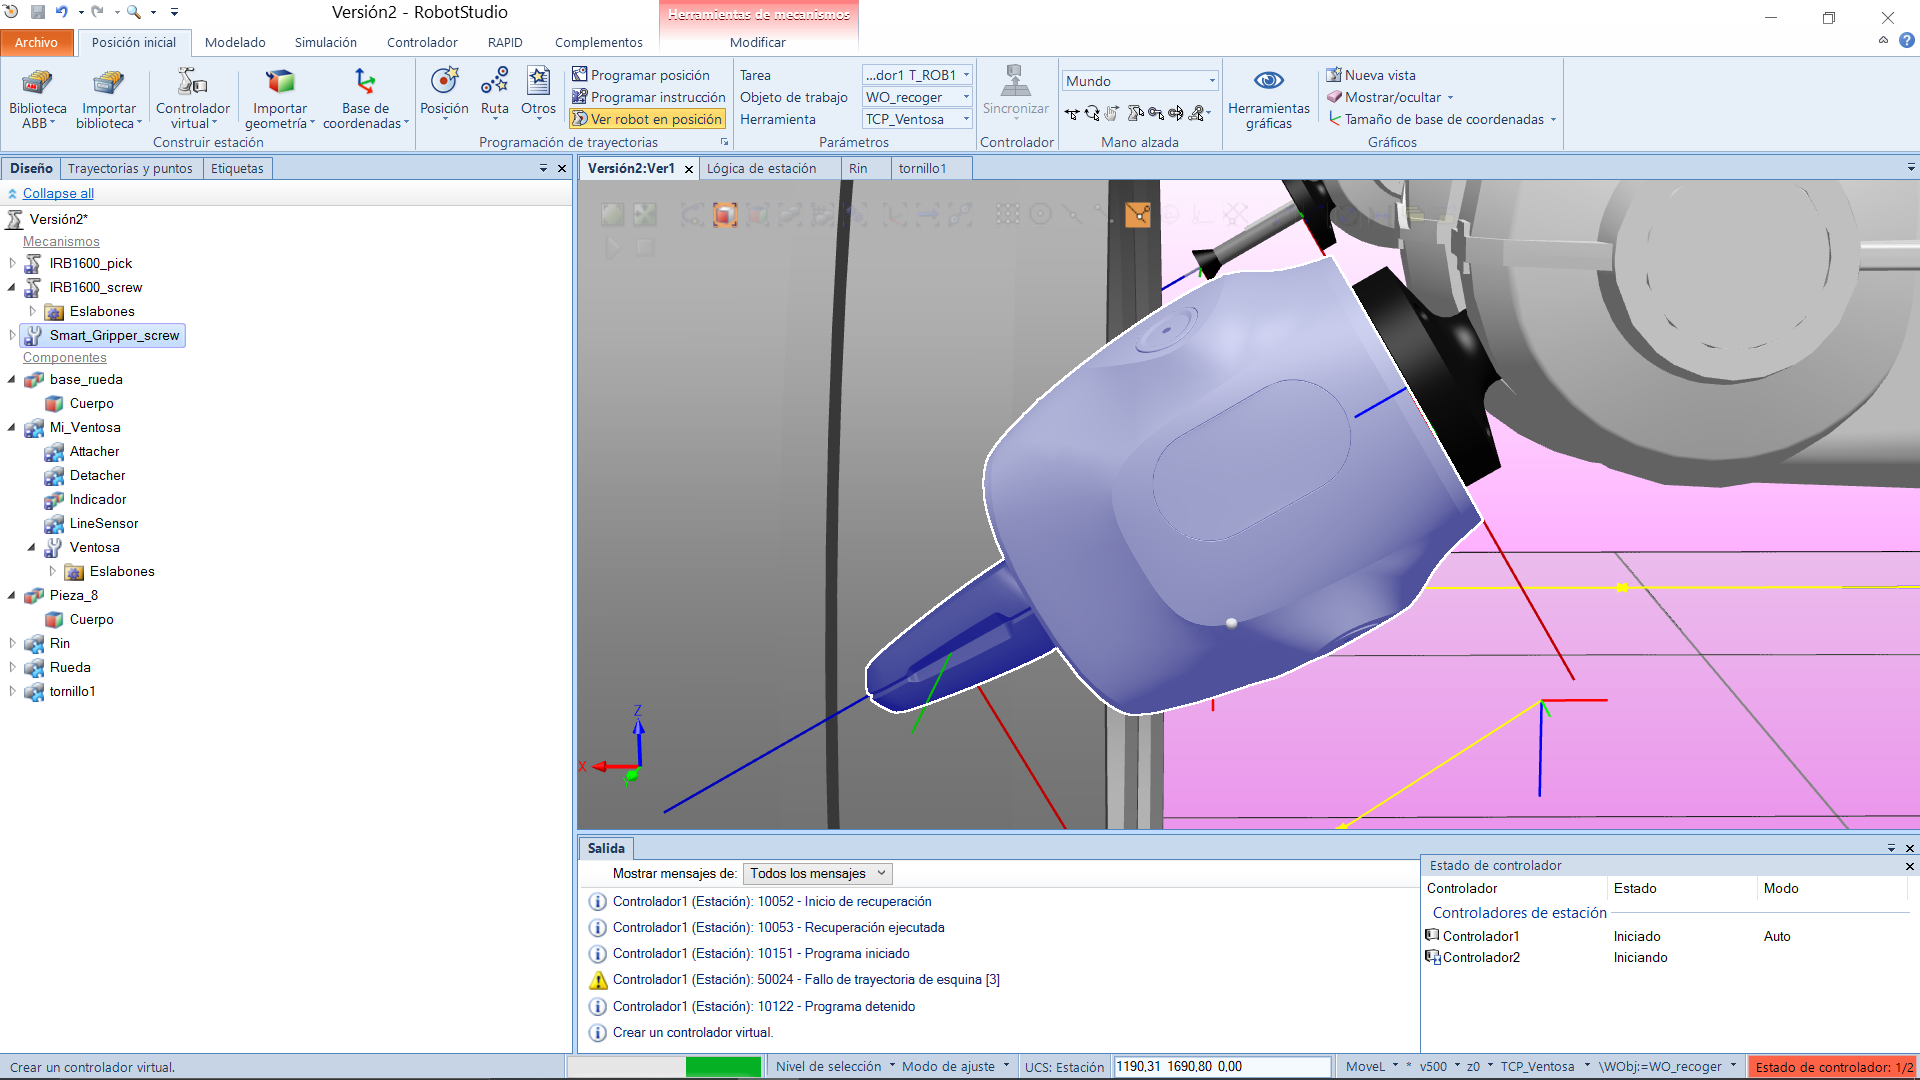 Versión2 - RobotStudio
Herramientas de mecanismos
Archivo
Posición inicial
Modelado
Simulación
Controlador
RAPID
Complementos
Modificar
Biblioteca ABB
Importar biblioteca
Controlador virtual
Importar geometría
Base de coordenadas
Construir estación
Posición
Ruta
Otros
Programar posición
Programar instrucción
Ver robot en posición
Programación de trayectorias
Tarea
...dor1 T_ROB1
Objeto de trabajo
WO_recoger
Herramienta
TCP_Ventosa
Parámetros
Sincronizar
Controlador
Mundo
Mano alzada
Herramientas gráficas
Nueva vista
Mostrar/ocultar
Tamaño de base de coordenadas
Gráficos
Diseño
Trayectorias y puntos
Etiquetas
Collapse all
Versión2*
Mecanismos
IRB1600_pick
IRB1600_screw
Eslabones
Smart_Gripper_screw
Componentes
base_rueda
Cuerpo
Mi_Ventosa
Attacher
Detacher
Indicador
LineSensor
Ventosa
Eslabones
Pieza_8
Cuerpo
Rin
Rueda
tornillo1
Versión2:Ver1
Lógica de estación
Rin
tornillo1
Z
X
Salida
Mostrar mensajes de:
Todos los mensajes
Controlador1 (Estación): 10052 - Inicio de recuperación
Controlador1 (Estación): 10053 - Recuperación ejecutada
Controlador1 (Estación): 10151 - Programa iniciado
Controlador1 (Estación): 50024 - Fallo de trayectoria de esquina [3]
Controlador1 (Estación): 10122 - Programa detenido
Crear un controlador virtual.
Estado de controlador
Controlador Estado Modo
Controladores de estación
Controlador1 Iniciado Auto
Controlador2 Iniciando
Crear un controlador virtual.
Nivel de selección
Modo de ajuste
UCS: Estación
1190,31 1690,80 0,00
MoveL * v500 z0 TCP_Ventosa \WObj:=WO_recoger
Estado de controlador: 1/2